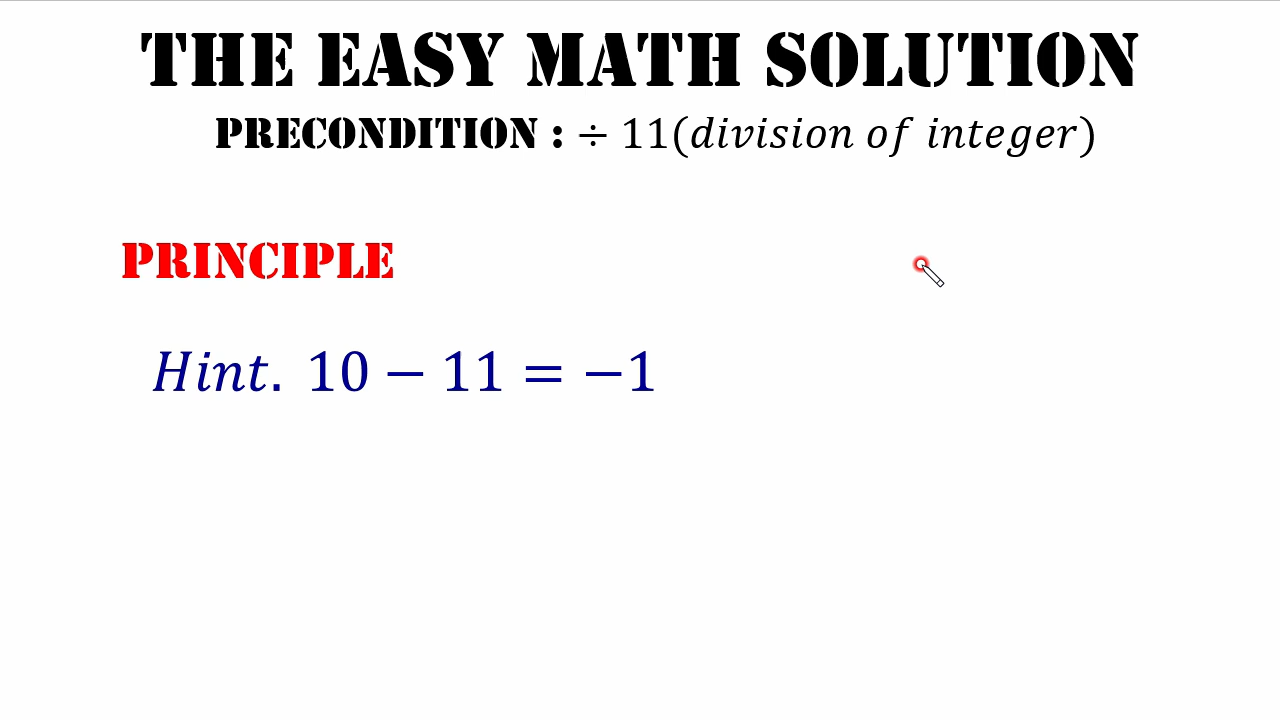 THE EASY MATH SOLUTION
PRECONDITION : ÷ 11(division of integer)
PRINCIPLE
Hint. 10 − 11 = −1